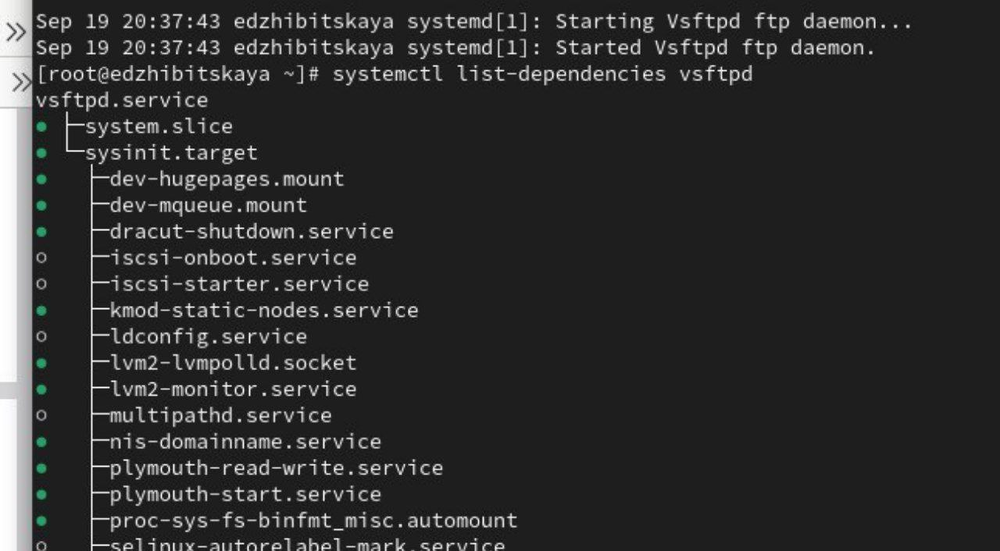 Sep 19 20:37:43 edzhibitskaya systemd[1]: Starting Vsftpd ftp daemon...
Sep 19 20:37:43 edzhibitskaya systemd[1]: Started Vsftpd ftp daemon.
[root@edzhibitskaya ~]# systemctl list-dependencies vsftpd
vsftpd.service
● ├─system.slice
● └─sysinit.target
●   ├─dev-hugepages.mount
●   ├─dev-mqueue.mount
●   ├─dracut-shutdown.service
○   ├─iscsi-onboot.service
○   ├─iscsi-starter.service
●   ├─kmod-static-nodes.service
○   ├─ldconfig.service
●   ├─lvm2-lvmpolld.socket
●   ├─lvm2-monitor.service
○   ├─multipathd.service
●   ├─nis-domainname.service
●   ├─plymouth-read-write.service
●   ├─plymouth-start.service
●   ├─proc-sys-fs-binfmt_misc.automount
○   ├─selinux-autorelabel-mark.service